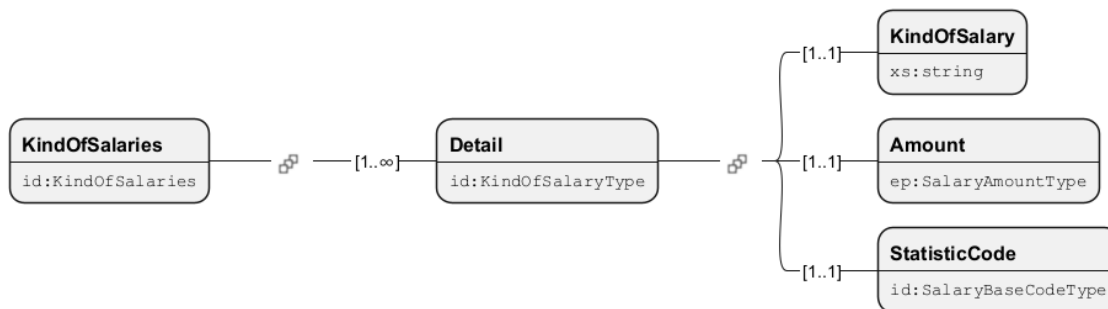 KindOfSalary
[1..1]
xs:string
KindOfSalaries
id:KindOfSalaries
[1..∞]
Detail
id:KindOfSalaryType
[1..1]
Amount
ep:SalaryAmountType
StatisticCode
[1..1]
id:SalaryBaseCodeType